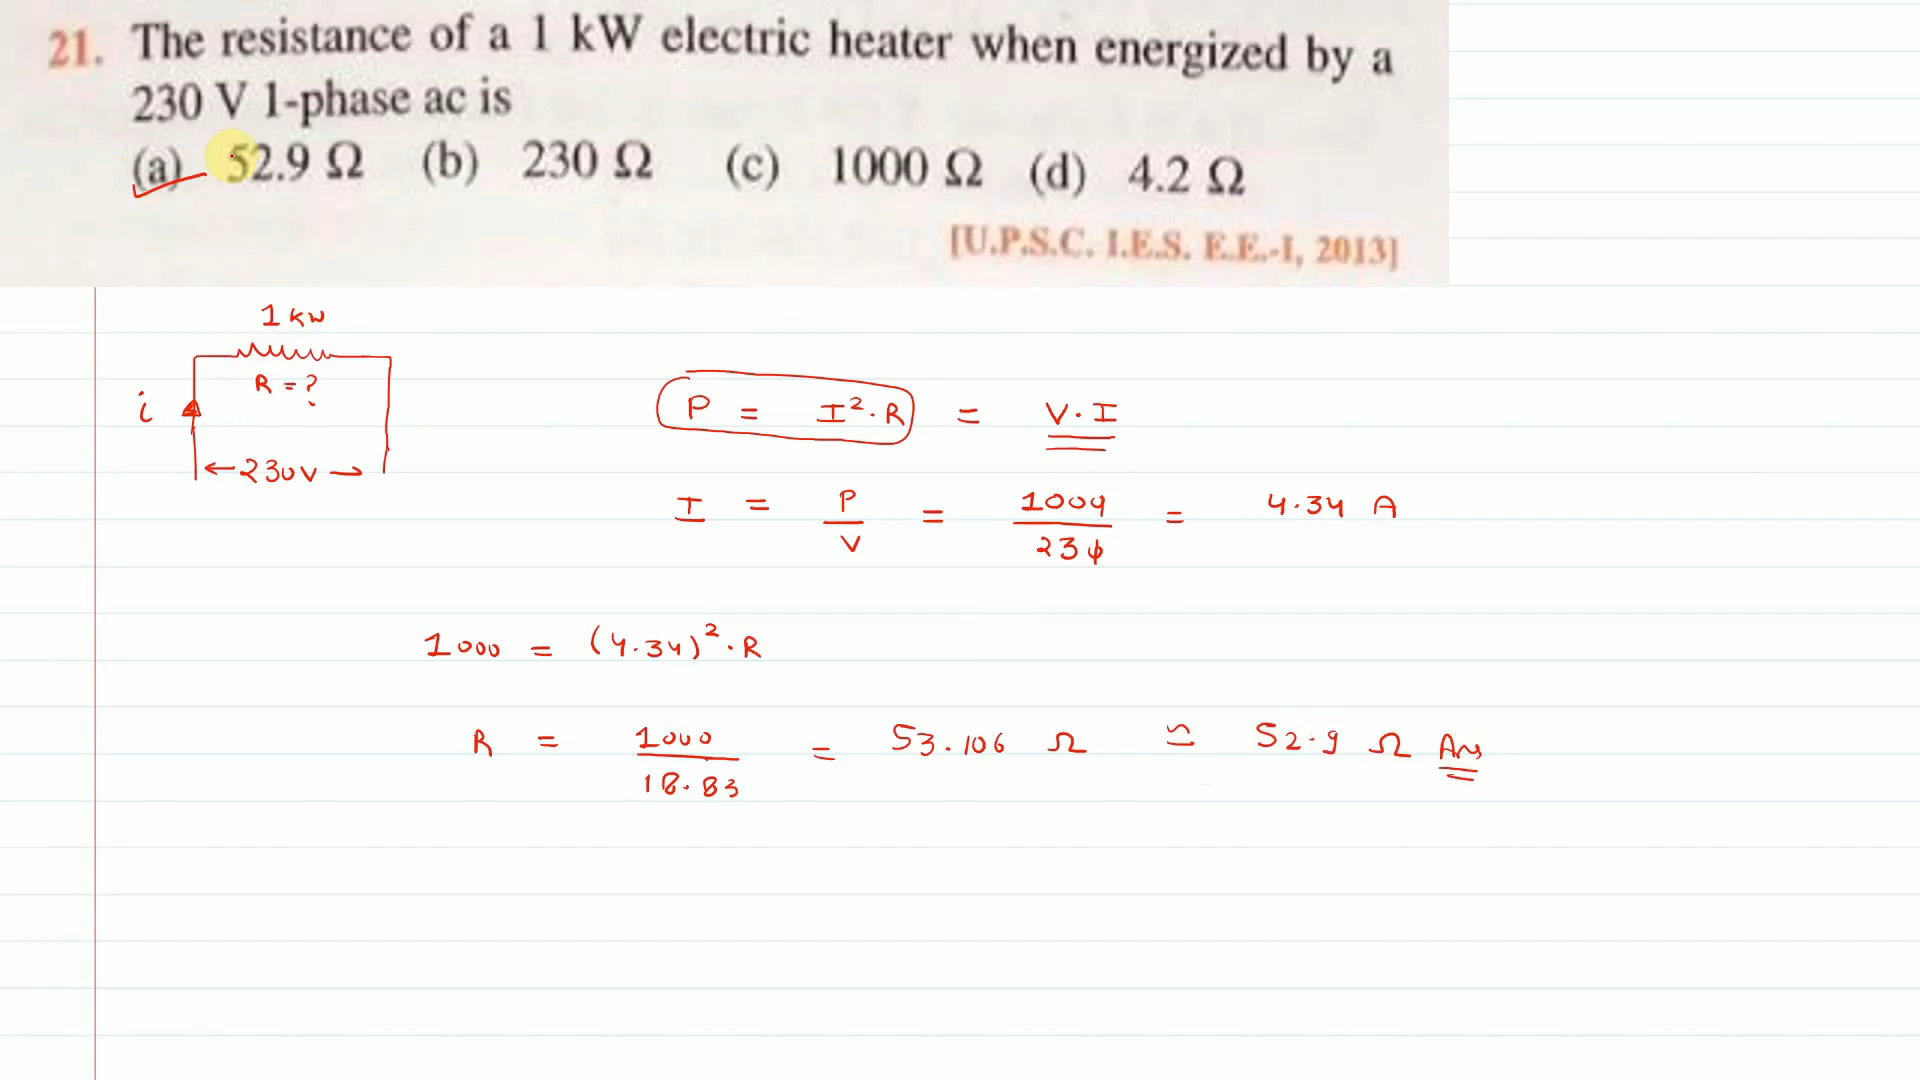 21. The resistance of a 1 kW electric heater when energized by a
230 V 1-phase ac is
(a) 52.9 Ω (b) 230 Ω (c) 1000 Ω (d) 4.2 Ω
[U.P.S.C. I.E.S. E.E.-I, 2013]
1 kw
R = ?
i
←230V→
P = I².R = V.I
I = P/V = 1000/230 = 4.34 A
1000 = (4.34)².R
R = 1000/18.83 = 53.106 Ω ≃ 52.9 Ω Ans